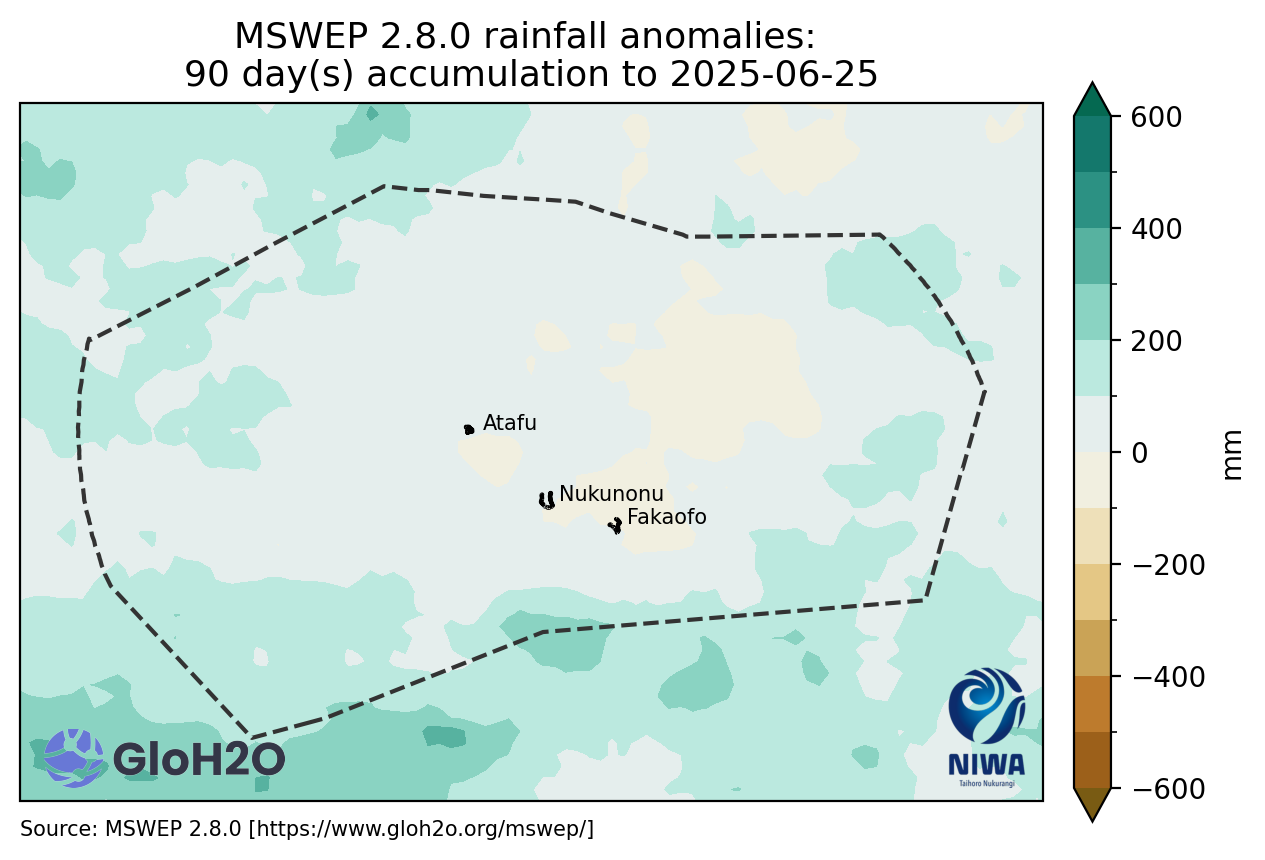 MSWEP 2.8.0 rainfall anomalies:
90 day(s) accumulation to 2025-06-25
600
400
200
0
−200
−400
−600
mm
Atafu
Nukunonu
Fakaofo
GloH2O
NIWA
Taihoro Nukurangi
Source: MSWEP 2.8.0 [https://www.gloh2o.org/mswep/]